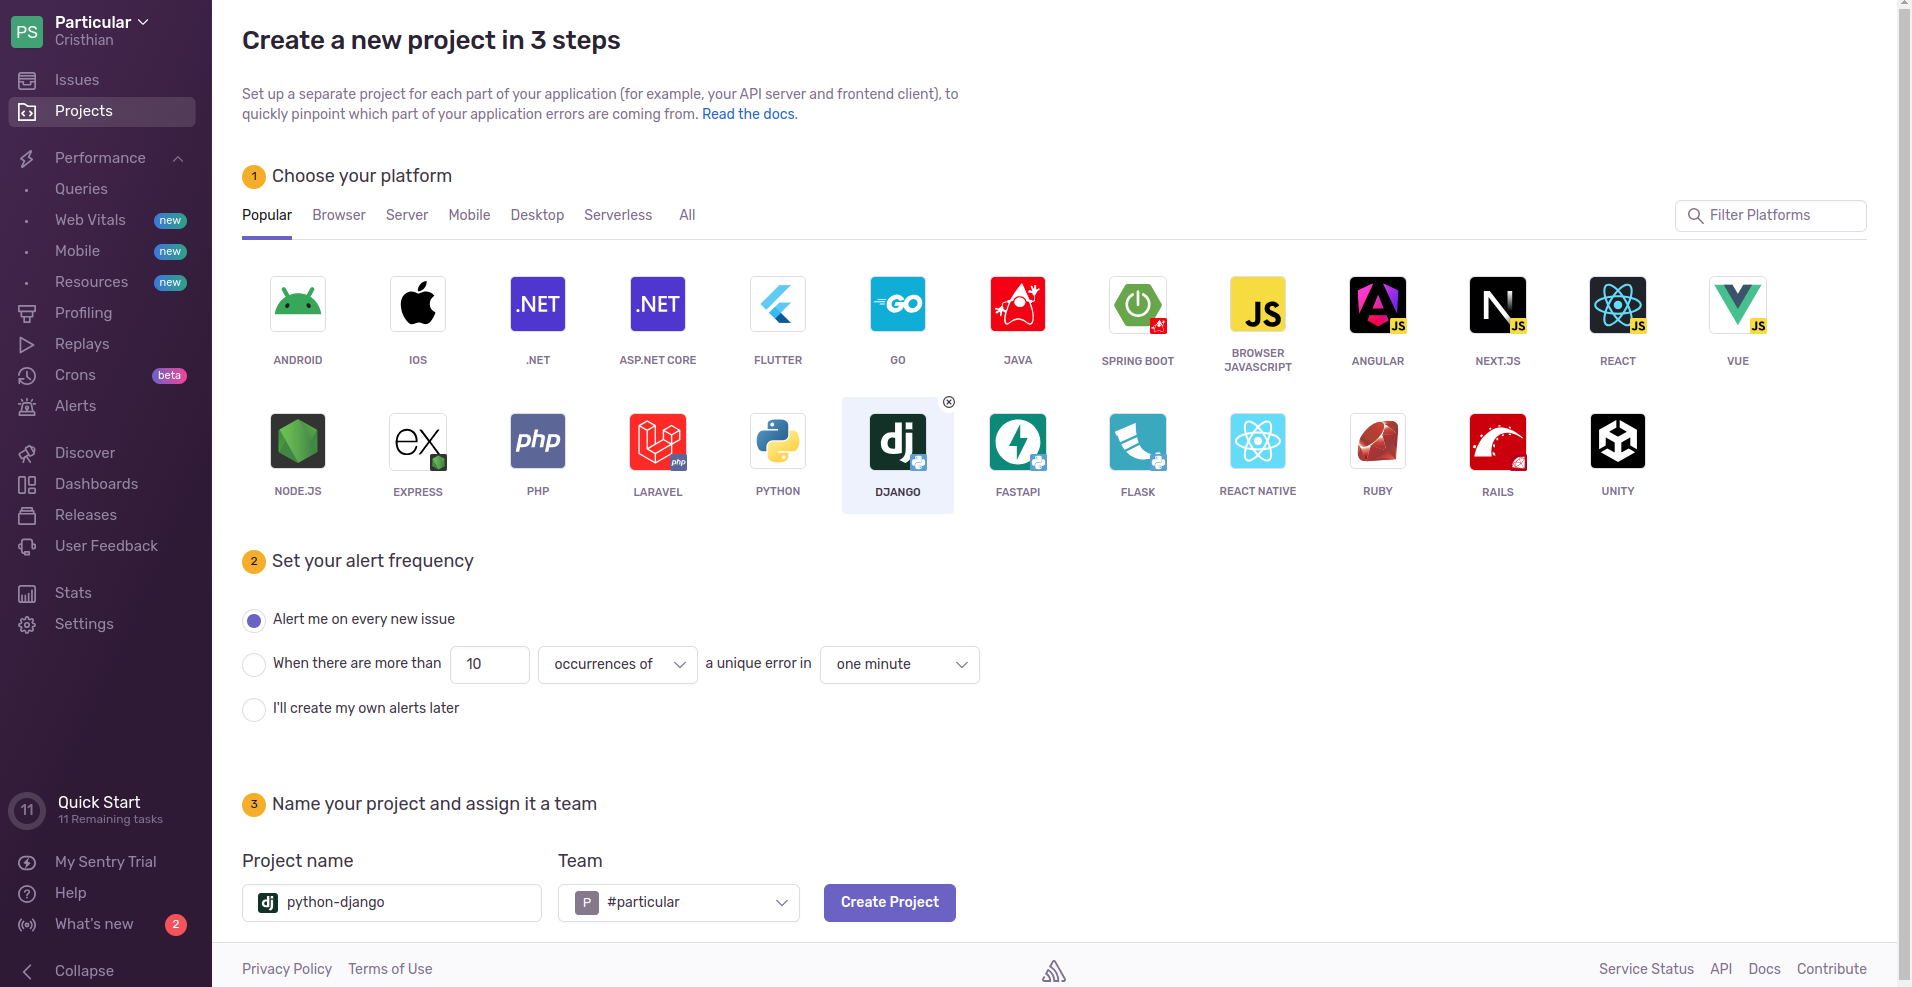 PS
Particular
Cristhian
Issues
Projects
Performance
Queries
Web Vitals new
Mobile new
Resources new
Profiling
Replays
Crons beta
Alerts
Discover
Dashboards
Releases
User Feedback
Stats
Settings
11
Quick Start
11 Remaining tasks
My Sentry Trial
Help
What's new 2
Collapse
Create a new project in 3 steps
Set up a separate project for each part of your application (for example, your API server and frontend client), to
quickly pinpoint which part of your application errors are coming from. Read the docs.
1 Choose your platform
Popular Browser Server Mobile Desktop Serverless All
Filter Platforms
.NET .NET GO JS JS N JS JS JS
ANDROID IOS .NET ASP.NET CORE FLUTTER GO JAVA SPRING BOOT BROWSER JAVASCRIPT ANGULAR NEXT.JS REACT VUE
ex php php dj
NODE.JS EXPRESS PHP LARAVEL PYTHON DJANGO FASTAPI FLASK REACT NATIVE RUBY RAILS UNITY
2 Set your alert frequency
Alert me on every new issue
When there are more than 10 occurrences of a unique error in one minute
I'll create my own alerts later
3 Name your project and assign it a team
Project name Team
dj python-django P #particular Create Project
Privacy Policy Terms of Use Service Status API Docs Contribute